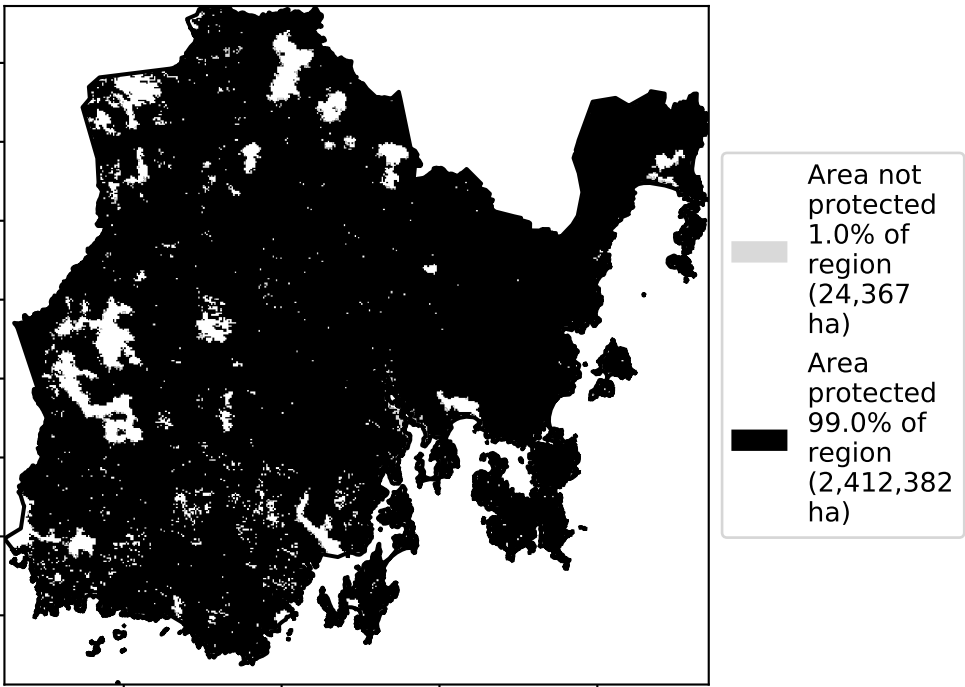 Area not
protected
1.0% of
region
(24,367
ha)
Area
protected
99.0% of
region
(2,412,382
ha)